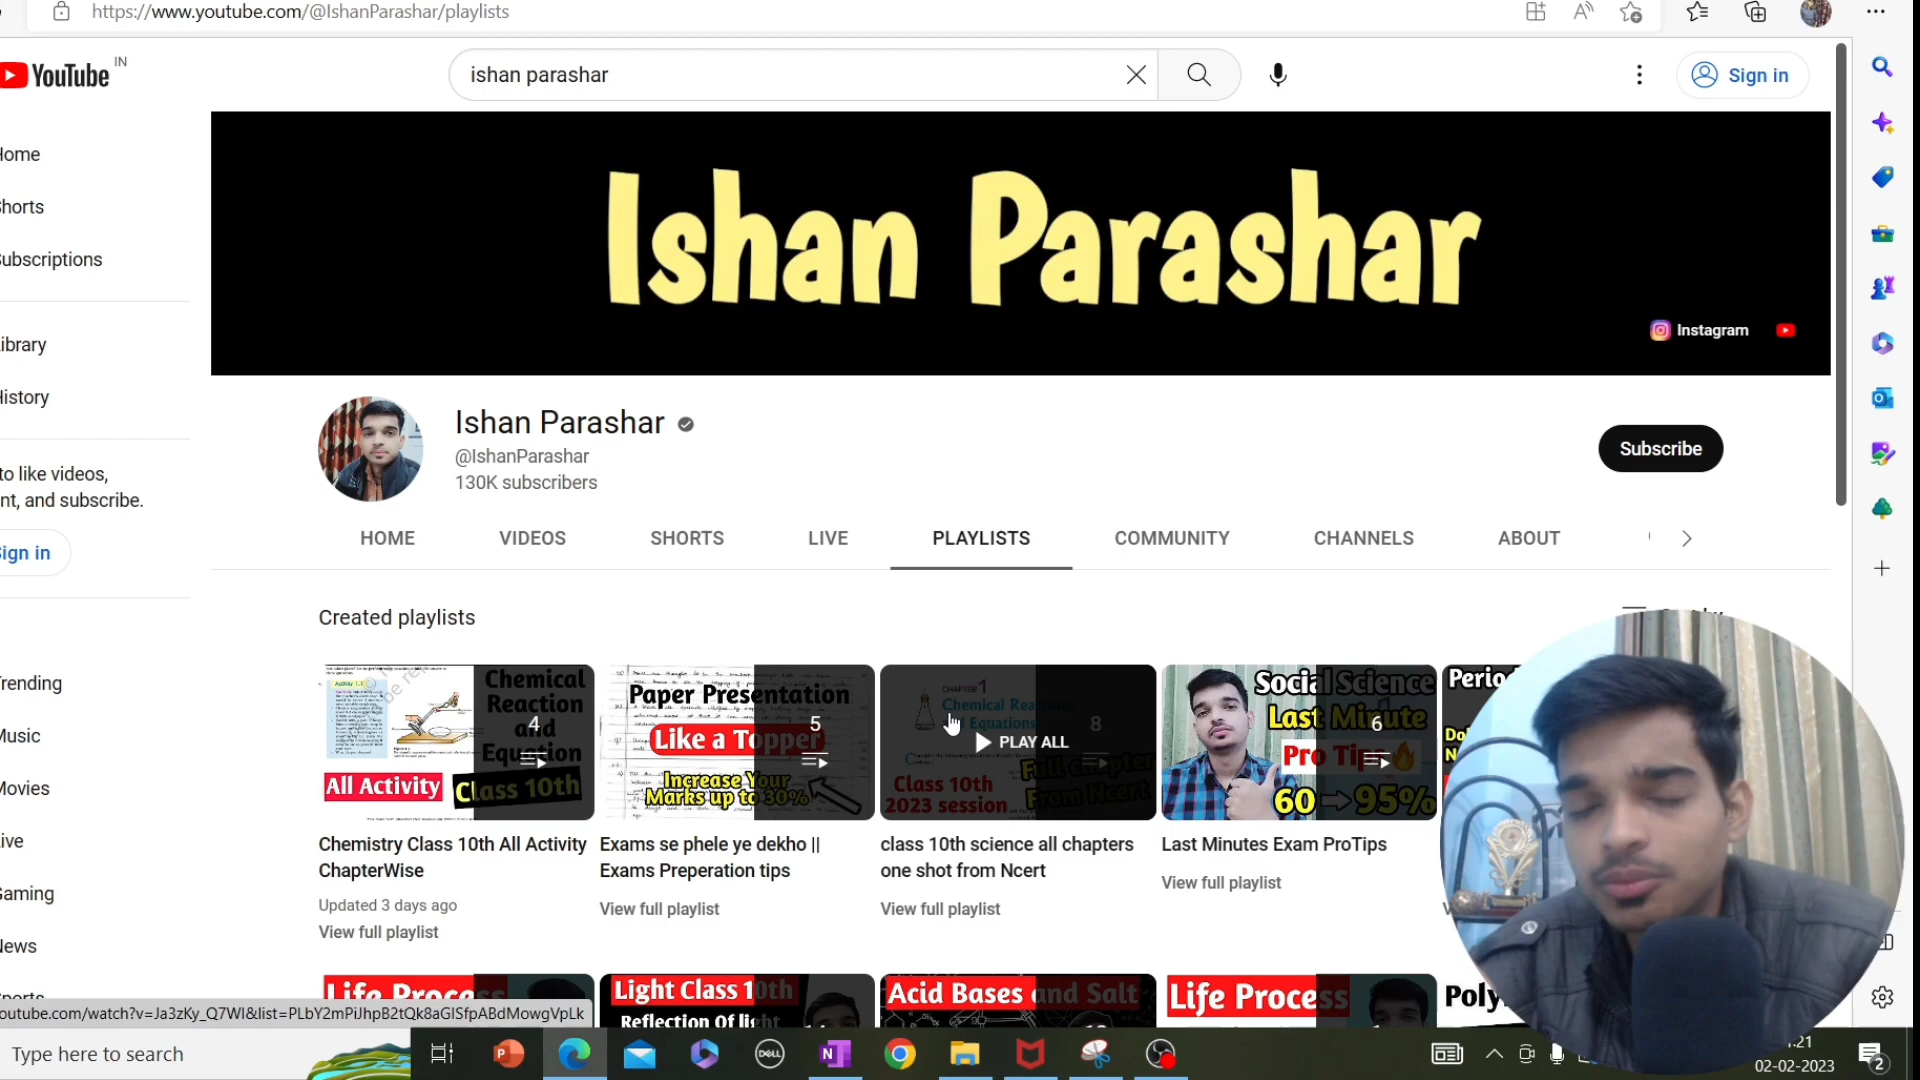 https://www.youtube.com/@IshanParashar/playlists
YouTube IN
ishan parashar
Sign in
Home
Shorts
Subscriptions
Library
History
to like videos,
nt, and subscribe.
Sign in
Trending
Music
Movies
Live
Gaming
News
Sports
Ishan Parashar
Instagram
Ishan Parashar
@IshanParashar
130K subscribers
Subscribe
HOME VIDEOS SHORTS LIVE PLAYLISTS COMMUNITY CHANNELS ABOUT
Created playlists
Chemical
Reaction
and
Equation
4
All Activity Class 10th
Chemistry Class 10th All Activity
ChapterWise
Updated 3 days ago
View full playlist
Paper Presentation
5
Like a Topper
Increase Your
Marks up to 30%
Exams se phele ye dekho ||
Exams Preperation tips
View full playlist
CHAPTER 1
Chemical Reactions
Equations
8
PLAY ALL
Class 10th
2023 session
Full chapter
From Ncert
class 10th science all chapters
one shot from Ncert
View full playlist
Social Science
Last Minute
6
Pro Tips
60 → 95%
Last Minutes Exam ProTips
View full playlist
Life Process
Light Class 10th
Reflection Of light
Acid Bases and Salt
Life Process
outube.com/watch?v=Ja3zKy_Q7WI&list=PLbY2mPiJhpB2tQk8aGlSfpABdMowgVpLk
Type here to search
DELL
02-02-2023
2